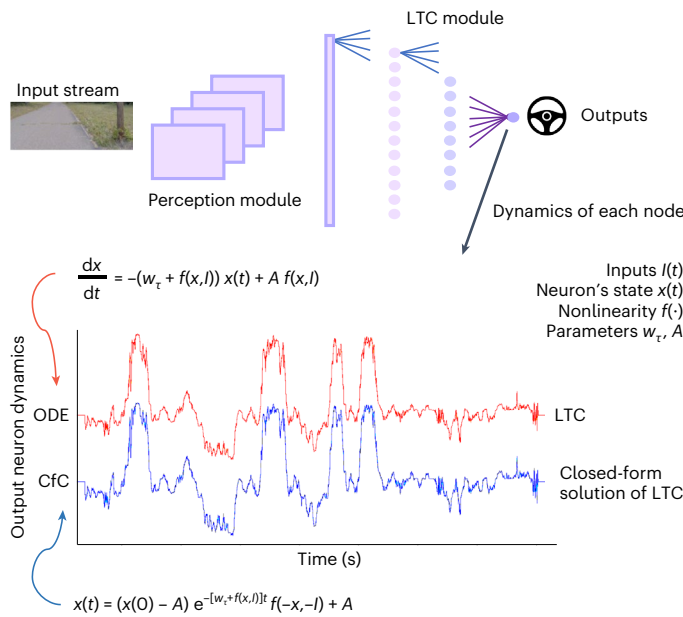 LTC module
Input stream
Outputs
Perception module
Dynamics of each node
dx/dt = –(wτ + f(x,I)) x(t) + A f(x,I)
Inputs I(t)
Neuron's state x(t)
Nonlinearity f(·)
Parameters wτ, A
Output neuron dynamics
ODE
LTC
CfC
Closed-form
solution of LTC
Time (s)
x(t) = (x(0) – A) e^–[wτ+f(x,I)]t f(–x,–I) + A